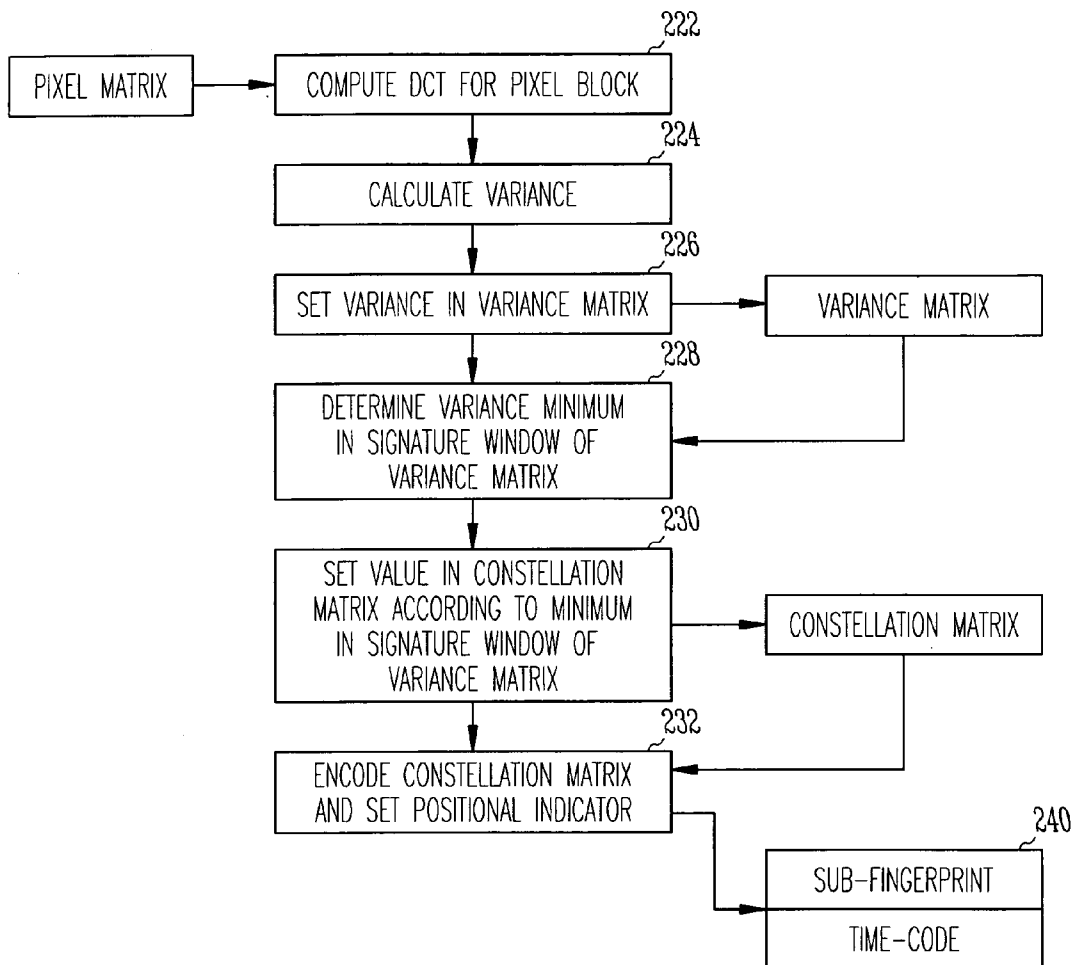 222
PIXEL MATRIX
COMPUTE DCT FOR PIXEL BLOCK
224
CALCULATE VARIANCE
226
SET VARIANCE IN VARIANCE MATRIX
VARIANCE MATRIX
228
DETERMINE VARIANCE MINIMUM
IN SIGNATURE WINDOW OF
VARIANCE MATRIX
230
SET VALUE IN CONSTELLATION
MATRIX ACCORDING TO MINIMUM
IN SIGNATURE WINDOW OF
VARIANCE MATRIX
CONSTELLATION MATRIX
232
ENCODE CONSTELLATION MATRIX
AND SET POSITIONAL INDICATOR
240
SUB-FINGERPRINT
TIME-CODE